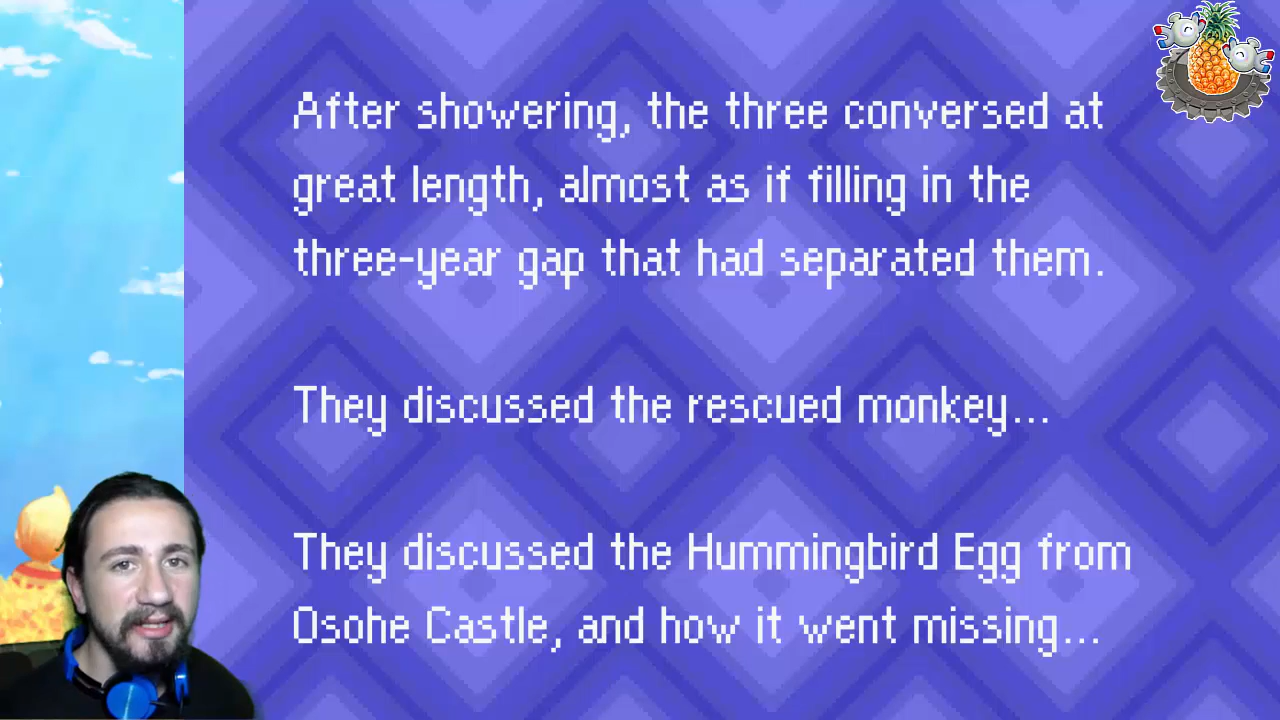 After showering, the three conversed at
great length, almost as if filling in the
three-year gap that had separated them.
They discussed the rescued monkey...
They discussed the Hummingbird Egg from
Osohe Castle, and how it went missing...